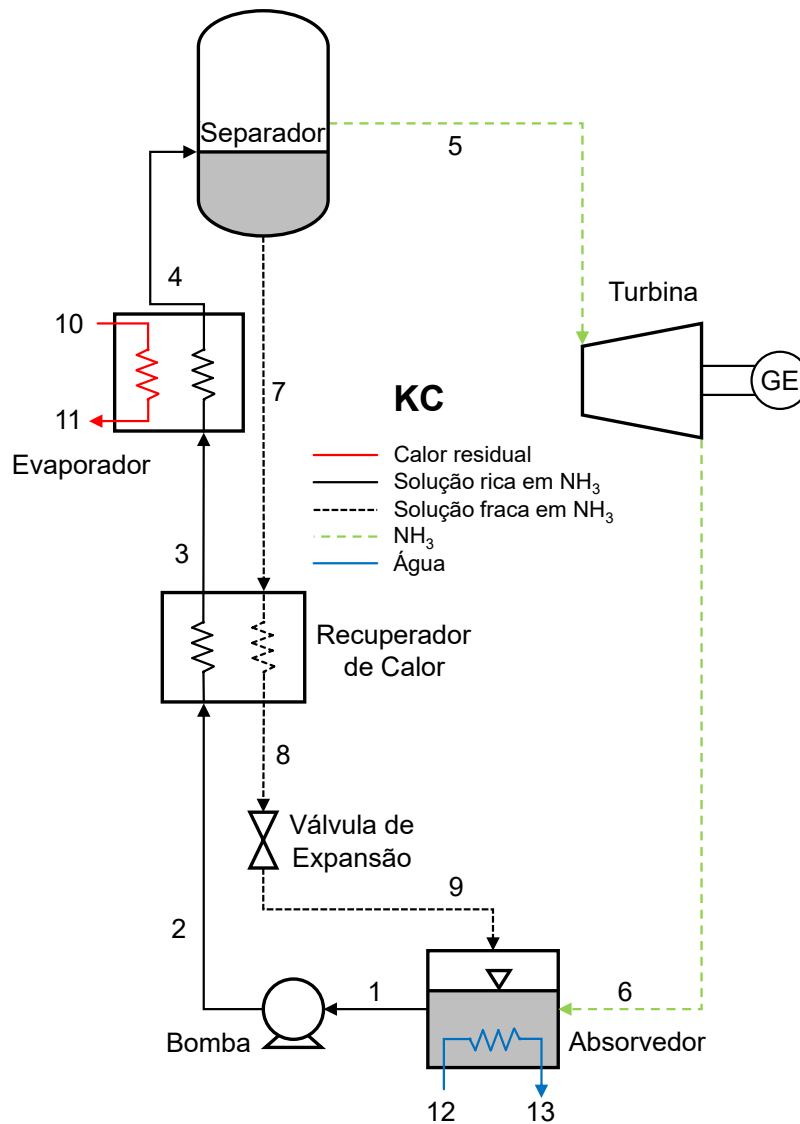 Separador
5
4
Turbina
10
7
GE
KC
11
Calor residual
Evaporador
Solução rica em NH₃
Solução fraca em NH₃
NH₃
3
Água
Recuperador
de Calor
8
Válvula de
Expansão
9
2
1
6
Bomba
Absorvedor
12
13